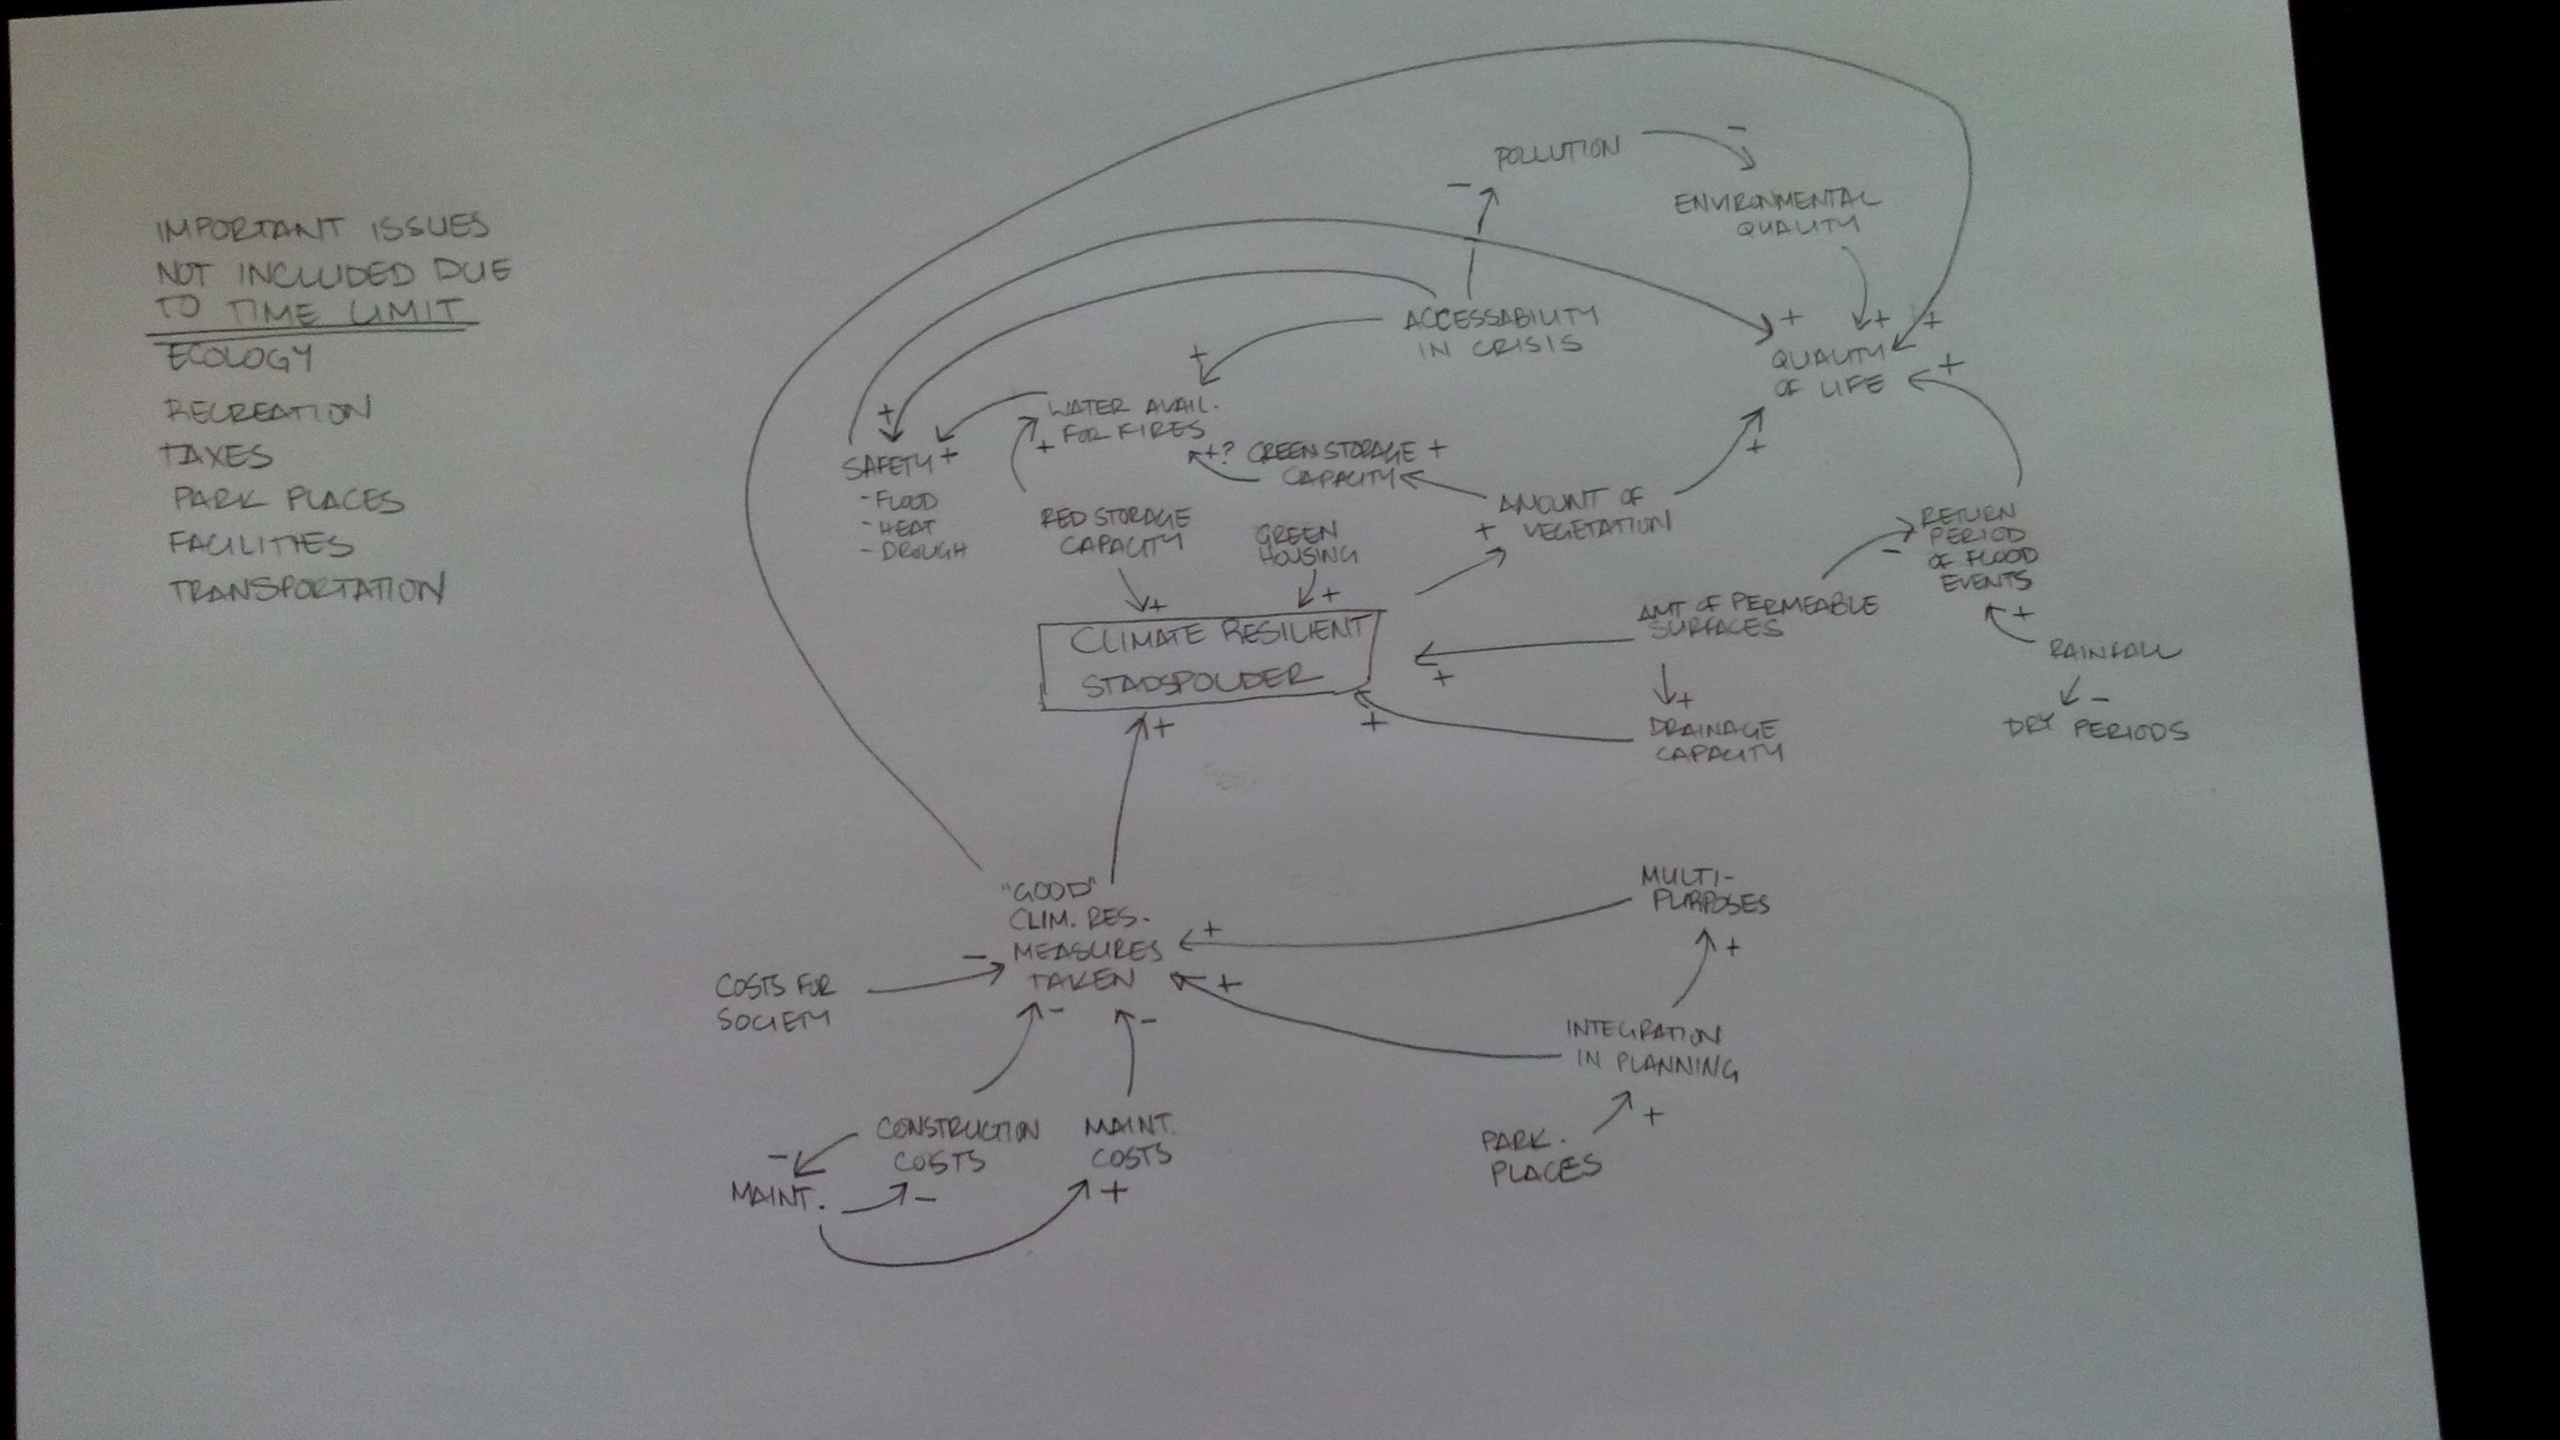 IMPORTANT ISSUES
NOT INCLUDED DUE
TO TIME LIMIT
ECOLOGY
RECREATION
TAXES
PARK PLACES
FACILITIES
TRANSPORTATION
POLLUTION
-
-
ENVIRONMENTAL
QUALITY
ACCESSABILITY
IN CRISIS
+ + +
QUALITY
OF LIFE
+
+
+
WATER AVAIL.
FOR FIRES
+
+
SAFETY +
- FLOOD
- HEAT
- DROUGH
+? GREEN STORAGE +
CAPACITY
RED STORAGE
CAPACITY
GREEN
HOUSING
AMOUNT OF
VEGETATION
+
+
RETURN
PERIOD
OF FLOOD
EVENTS
-
+
+
+
CLIMATE RESILIENT
STADSPOLDER
AMT OF PERMEABLE
SURFACES
+
+
DRAINAGE
CAPACITY
+
+
RAINFALL
-
DRY PERIODS
"GOOD"
CLIM. RES.
MEASURES
TAKEN
-
+
+
-
-
MULTI-
PURPOSES
+
COSTS FOR
SOCIETY
INTEGRATION
IN PLANNING
+
PARK.
PLACES
CONSTRUCTION
COSTS
MAINT.
COSTS
-
MAINT.
-
+